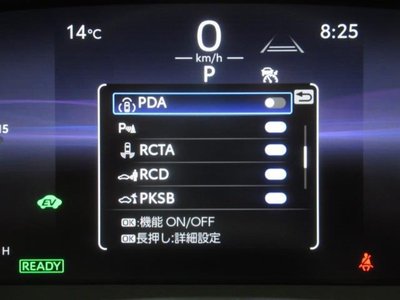 14°C
0
km/h
P
8:25
PDA
P
RCTA
RCD
PKSB
OK:機能 ON/OFF
OK長押し:詳細設定
15
EV
H
READY